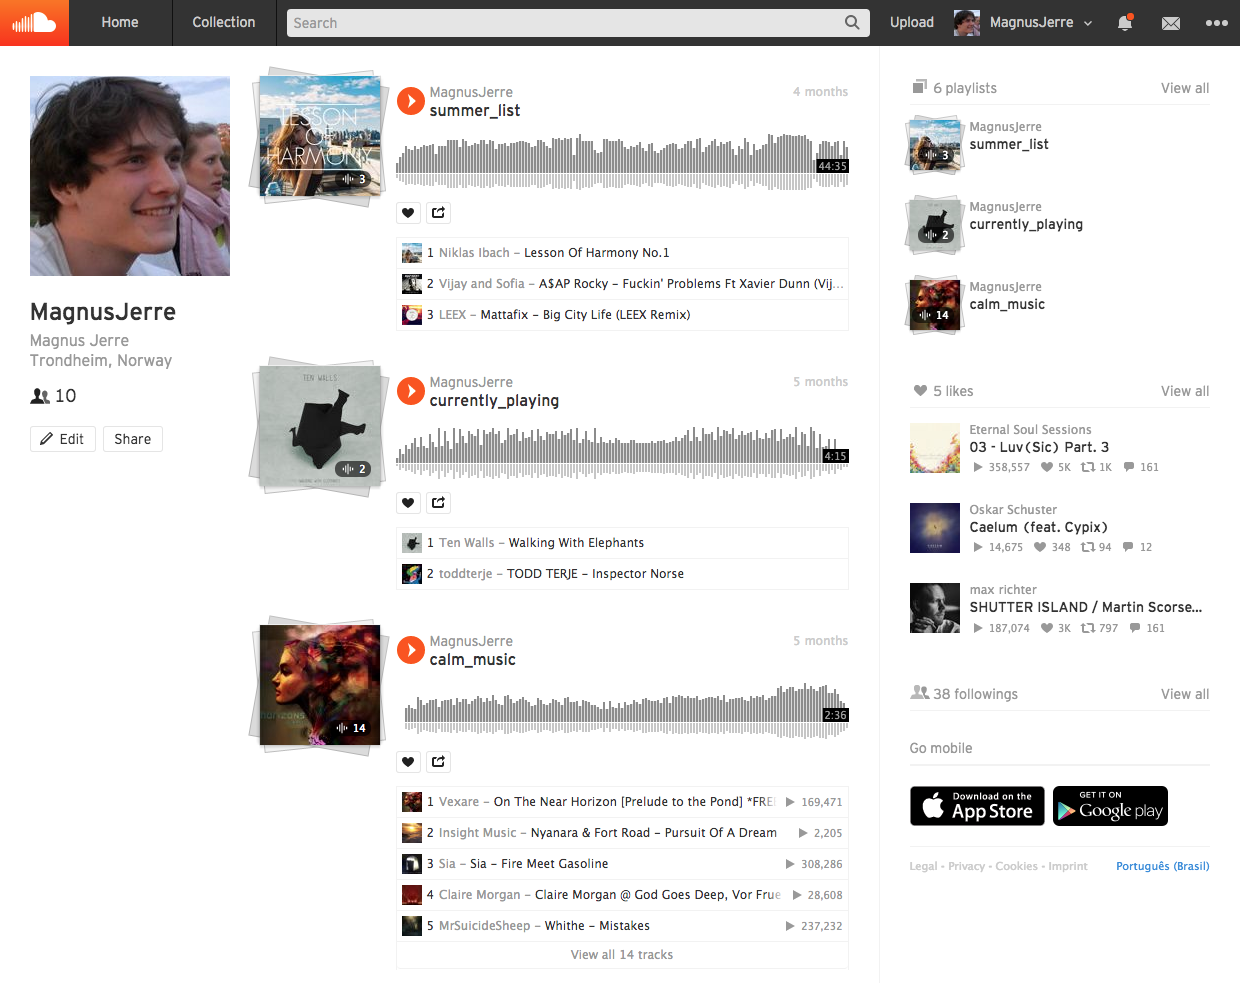 Home
Collection
Search
Upload
MagnusJerre
MagnusJerre
Magnus Jerre
Trondheim, Norway
10
Edit
Share
LESSON
OF
HARMONY
3
MagnusJerre
4 months
summer_list
44:35
1 Niklas Ibach – Lesson Of Harmony No.1
2 Vijay and Sofia – A$AP Rocky – Fuckin' Problems Ft Xavier Dunn (Vij...
3 LEEX – Mattafix – Big City Life (LEEX Remix)
TEN WALLS
2
MagnusJerre
5 months
currently_playing
4:15
1 Ten Walls – Walking With Elephants
2 toddterje – TODD TERJE – Inspector Norse
horizons
14
MagnusJerre
5 months
calm_music
2:36
1 Vexare – On The Near Horizon [Prelude to the Pond] *FREE 169,471
2 Insight Music – Nyanara & Fort Road – Pursuit Of A Dream 2,205
3 Sia – Sia – Fire Meet Gasoline 308,286
4 Claire Morgan – Claire Morgan @ God Goes Deep, Vor Frue 28,608
5 MrSuicideSheep – Whithe – Mistakes 237,232
View all 14 tracks
6 playlists
View all
MagnusJerre
summer_list
3
MagnusJerre
currently_playing
2
MagnusJerre
calm_music
14
5 likes
View all
Eternal Soul Sessions
03 - Luv(Sic) Part. 3
358,557 5K 1K 161
Oskar Schuster
Caelum (feat. Cypix)
14,675 348 94 12
max richter
SHUTTER ISLAND / Martin Scorse...
187,074 3K 797 161
38 followings
View all
Go mobile
Download on the
App Store
GET IT ON
Google play
Legal - Privacy - Cookies - Imprint
Português (Brasil)